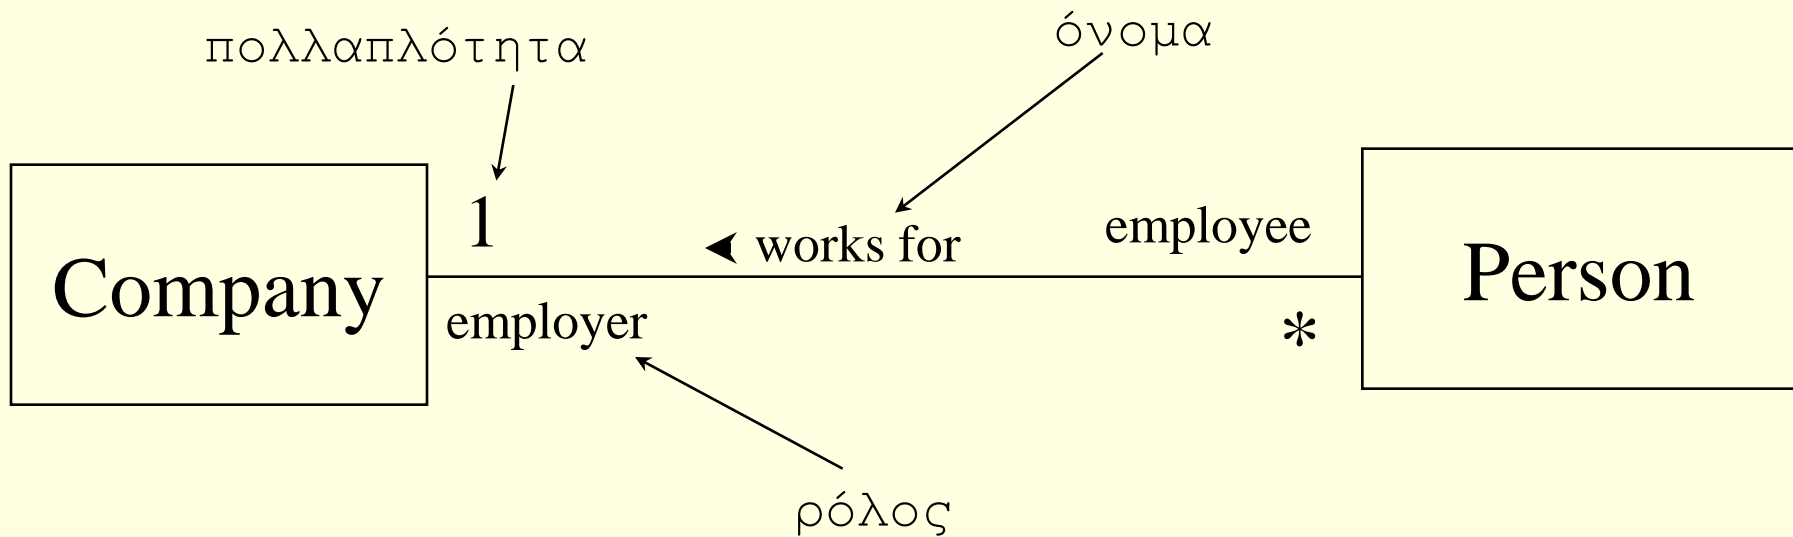 πολλαπλότητα
όνομα
1
◄ works for
employee
Company
Person
employer
*
ρόλος